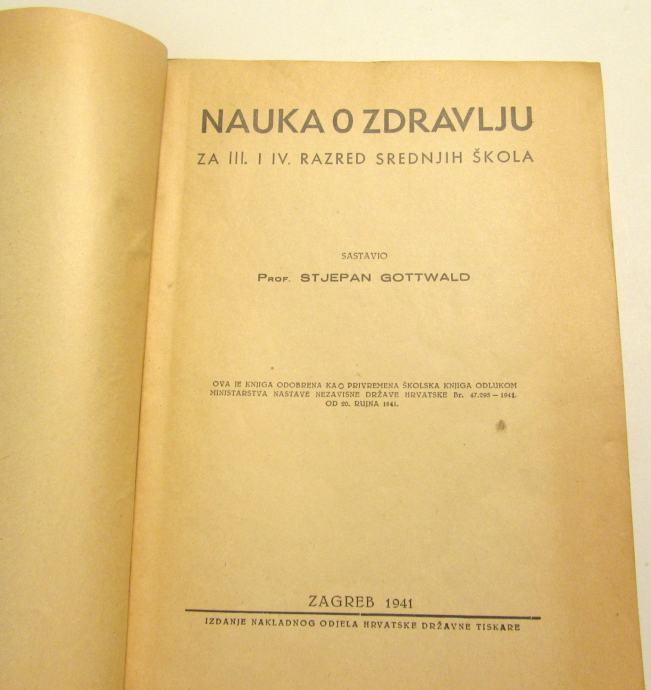 NAUKA O ZDRAVLJU
ZA III. I IV. RAZRED SREDNJIH ŠKOLA
SASTAVIO
PROF. STJEPAN GOTTWALD
OVA JE KNJIGA ODOBRENA KAO PRIVREMENA ŠKOLSKA KNJIGA ODLUKOM
MINISTARSTVA NASTAVE NEZAVISNE DRŽAVE HRVATSKE Br. 47.295 — 1941.
OD 20. RUJNA 1941.
ZAGREB 1941
IZDANJE NAKLADNOG ODJELA HRVATSKE DRŽAVNE TISKARE